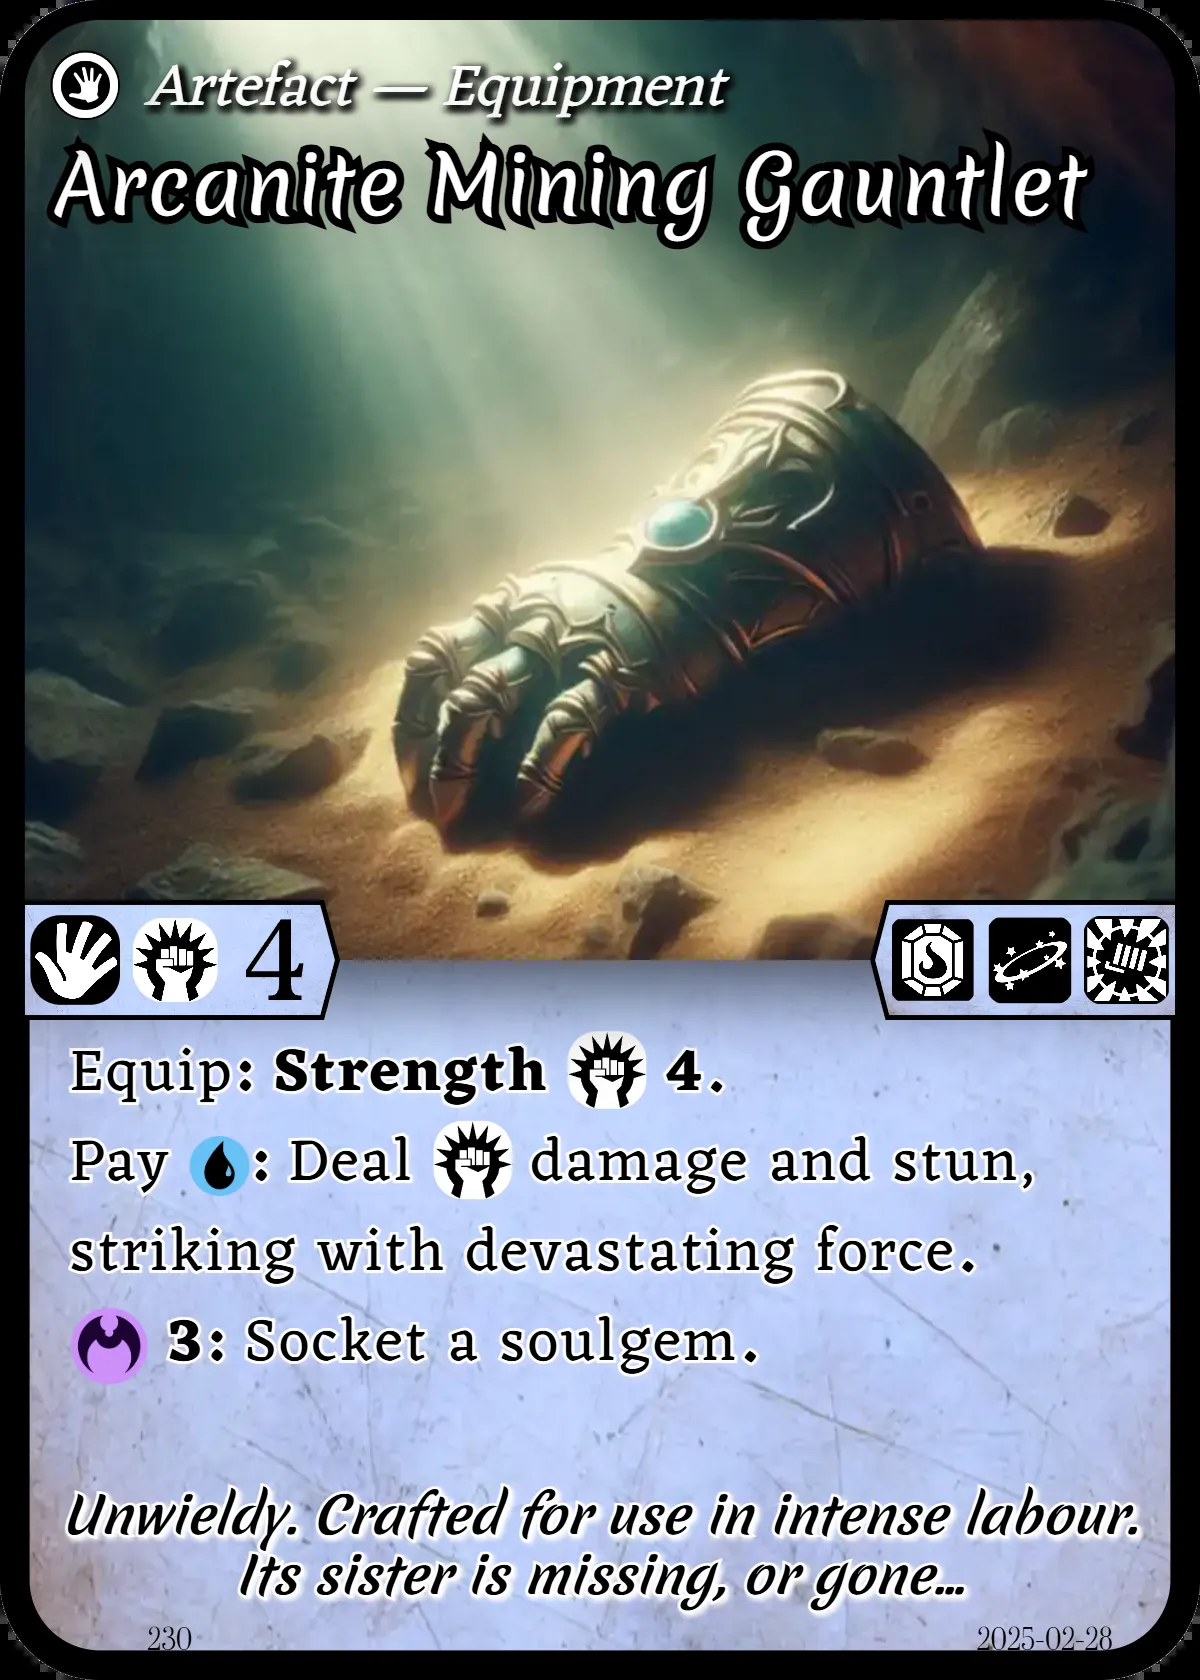 Artefact — Equipment
Arcanite Mining Gauntlet
4
Equip: Strength 4.
Pay : Deal damage and stun,
striking with devastating force.
3: Socket a soulgem.
Unwieldy. Crafted for use in intense labour.
Its sister is missing, or gone...
230
2025-02-28